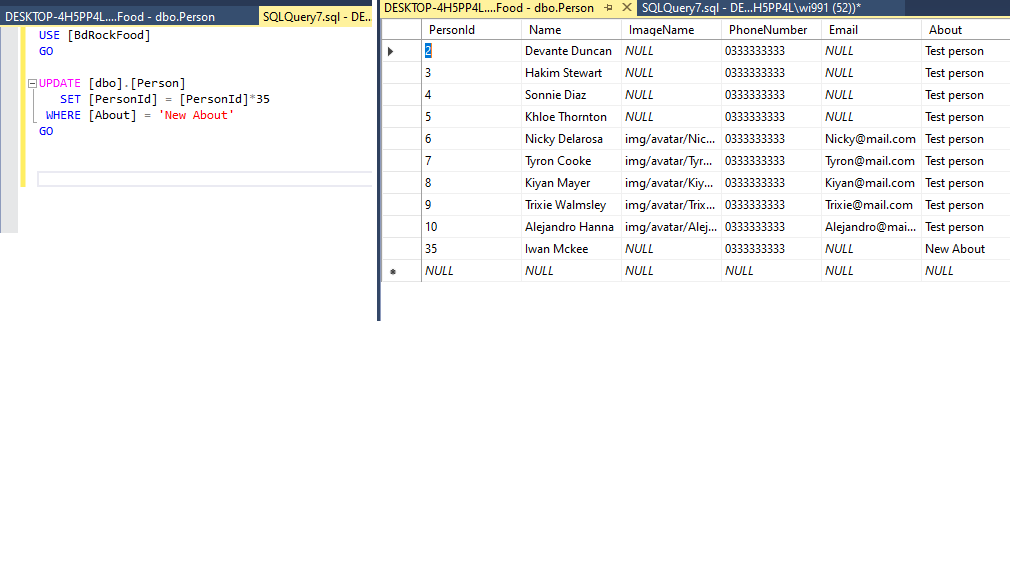 DESKTOP-4H5PP4L....Food - dbo.Person SQLQuery7.sql - DE...
USE [BdRockFood]
GO
UPDATE [dbo].[Person]
SET [PersonId] = [PersonId]*35
WHERE [About] = 'New About'
GO
DESKTOP-4H5PP4L....Food - dbo.Person SQLQuery7.sql - DE...H5PP4L\wi991 (52))*
PersonId Name ImageName PhoneNumber Email About
2 Devante Duncan NULL 0333333333 NULL Test person
3 Hakim Stewart NULL 0333333333 NULL Test person
4 Sonnie Diaz NULL 0333333333 NULL Test person
5 Khloe Thornton NULL 0333333333 NULL Test person
6 Nicky Delarosa img/avatar/Nic... 0333333333 Nicky@mail.com Test person
7 Tyron Cooke img/avatar/Tyr... 0333333333 Tyron@mail.com Test person
8 Kiyan Mayer img/avatar/Kiy... 0333333333 Kiyan@mail.com Test person
9 Trixie Walmsley img/avatar/Trix... 0333333333 Trixie@mail.com Test person
10 Alejandro Hanna img/avatar/Alej... 0333333333 Alejandro@mai... Test person
35 Iwan Mckee NULL 0333333333 NULL New About
NULL NULL NULL NULL NULL NULL